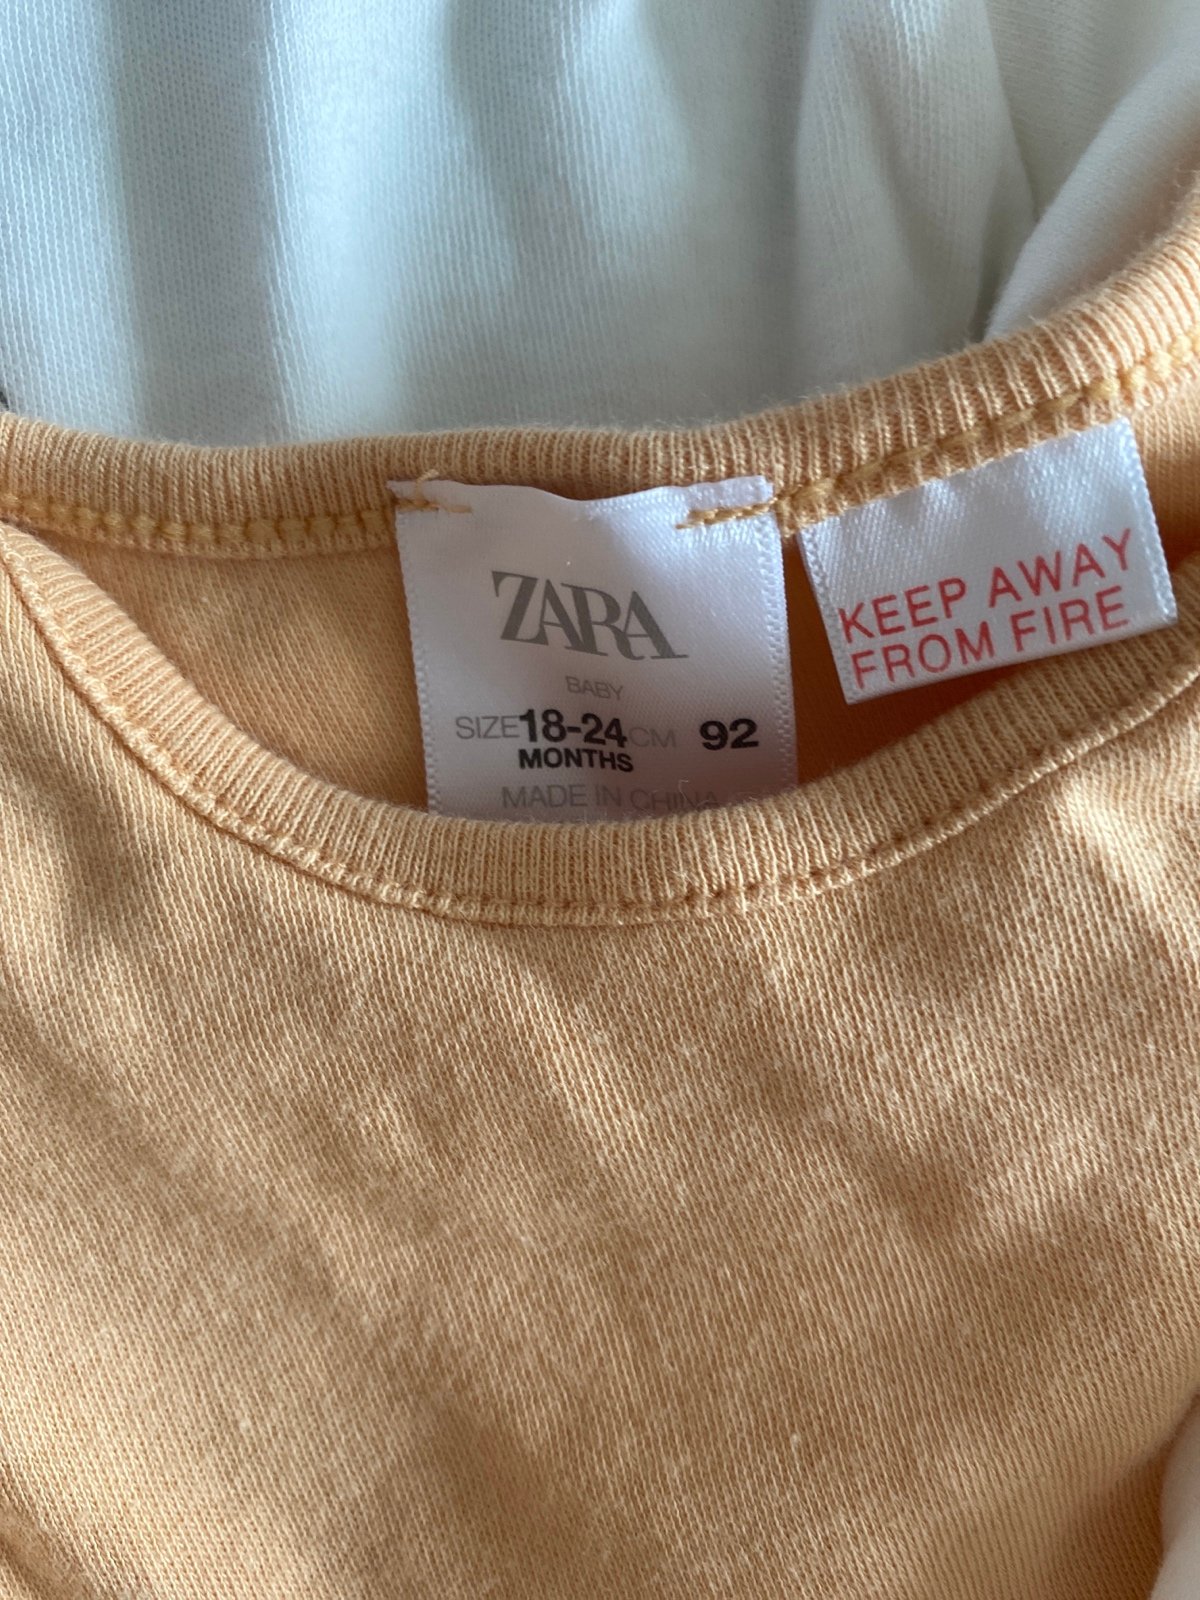 ZARA
BABY
SIZE 18-24 CM 92
MONTHS
MADE IN CHINA
KEEP AWAY
FROM FIRE